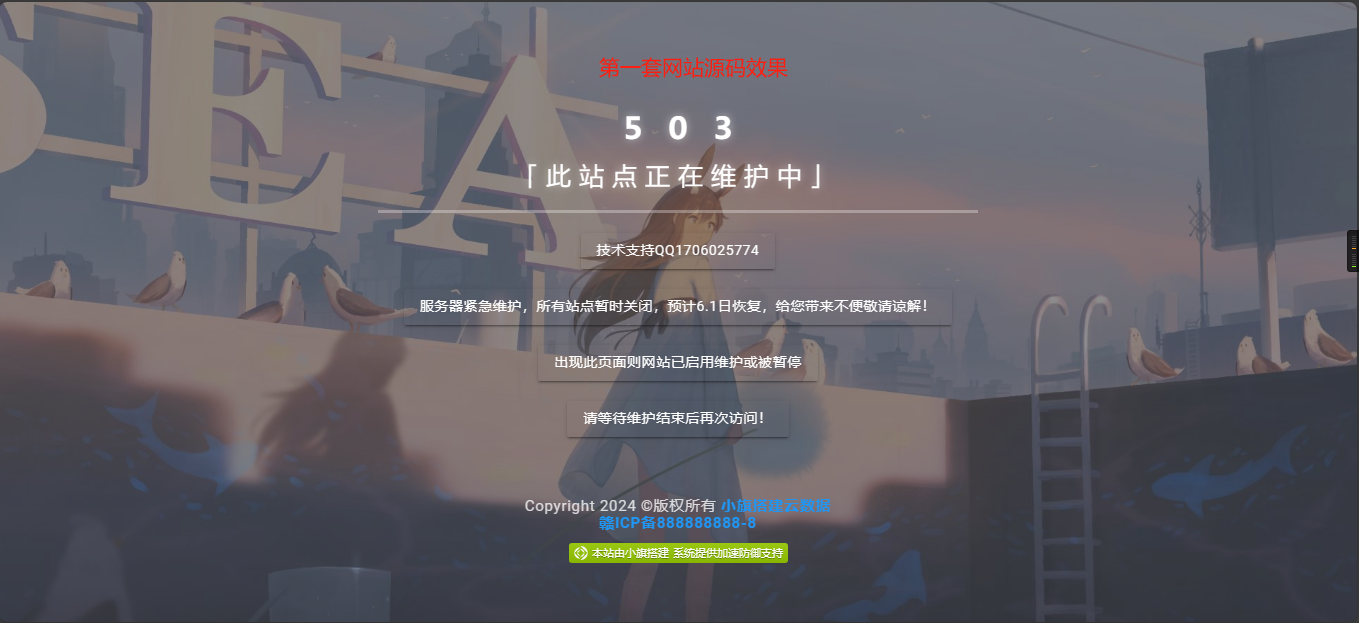 EA
第一套网站源码效果
503
「此站点正在维护中」
技术支持QQ1706025774
服务器紧急维护，所有站点暂时关闭，预计6.1日恢复，给您带来不便敬请谅解！
出现此页面则网站已启用维护或被暂停
请等待维护结束后再次访问！
Copyright 2024 ©版权所有 小旗搭建云数据
赣ICP备888888888-8
本站由小旗搭建 系统提供加速防御支持